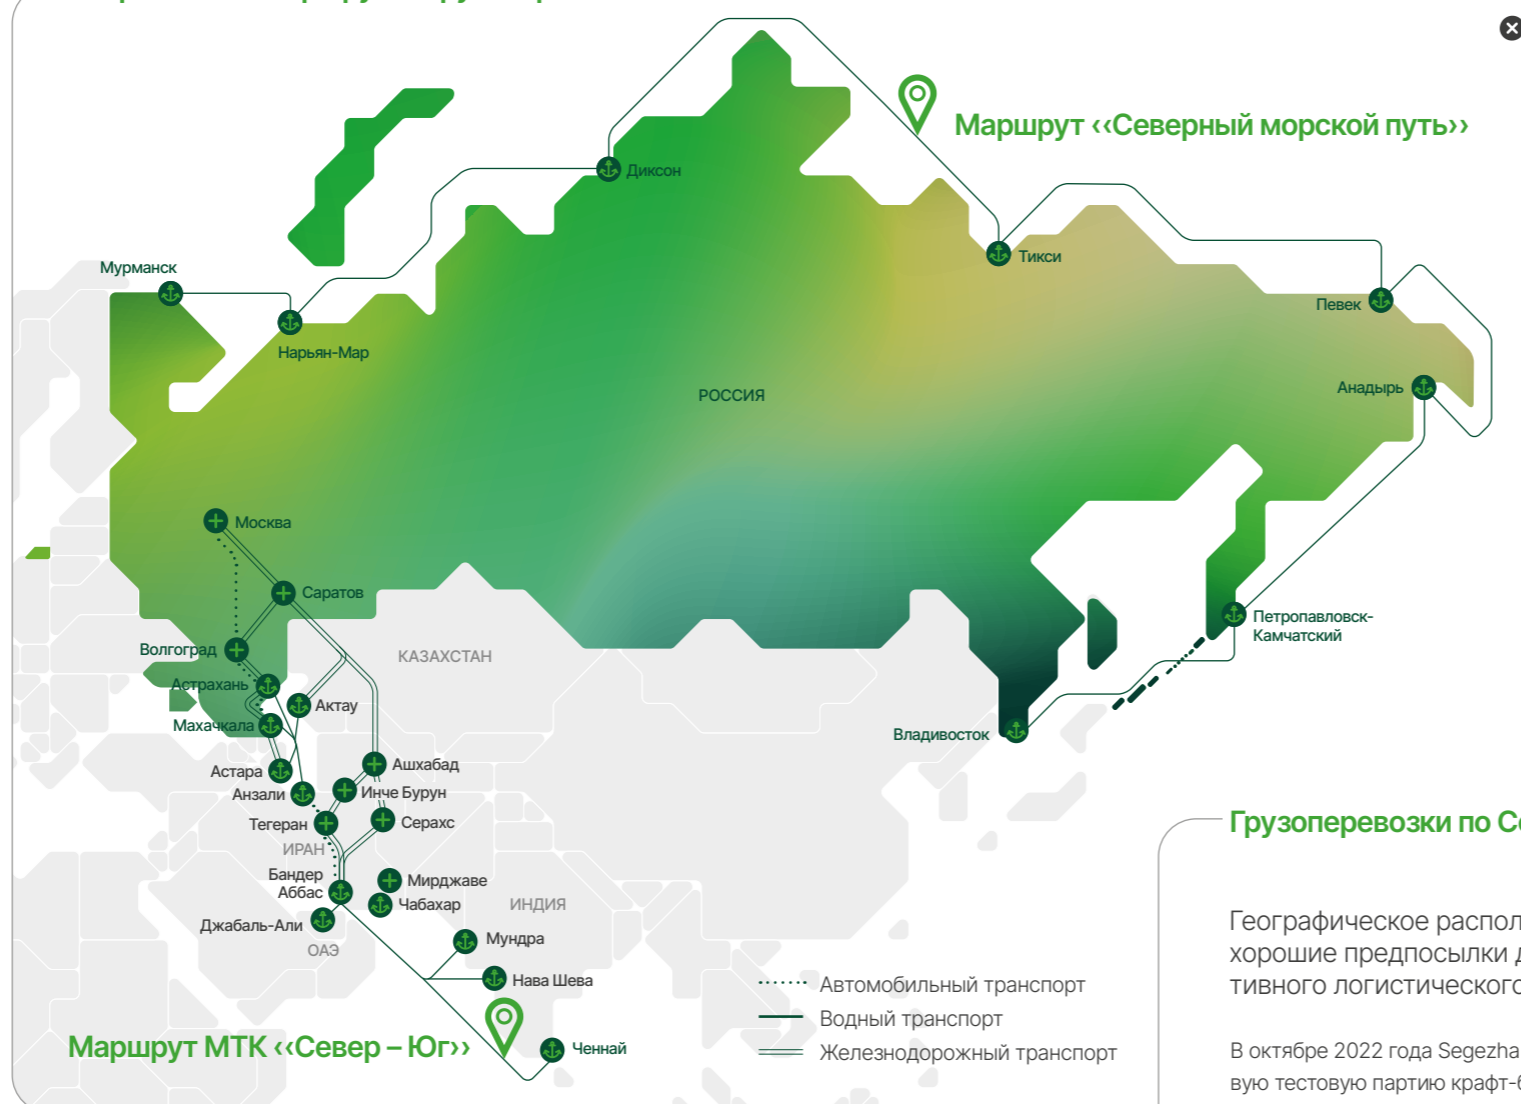 Маршрут ‹‹Северный морской путь››
Диксон
Тикси
Мурманск
Певек
Нарьян-Мар
Анадырь
РОССИЯ
Москва
Саратов
Петропавловск-
Камчатский
Волгоград
КАЗАХСТАН
Астрахань
Актау
Махачкала
Владивосток
Астара
Ашхабад
Анзали
Инче Бурун
Тегеран
Серахс
ИРАН
Бандер
Аббас
Мирджаве
Чабахар
ИНДИЯ
Джабаль-Али
ОАЭ
Мундра
Нава Шева
Маршрут МТК ‹‹Север – Юг››
Ченнай
Автомобильный транспорт
Водный транспорт
Железнодорожный транспорт
Грузоперевозки по
Географическое
хорошие предпосылки
тивного логистического
В октябре 2022 года Segezha
вую тестовую партию